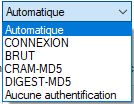 Automatique
Automatique
CONNEXION
BRUT
CRAM-MD5
DIGEST-MD5
Aucune authentification